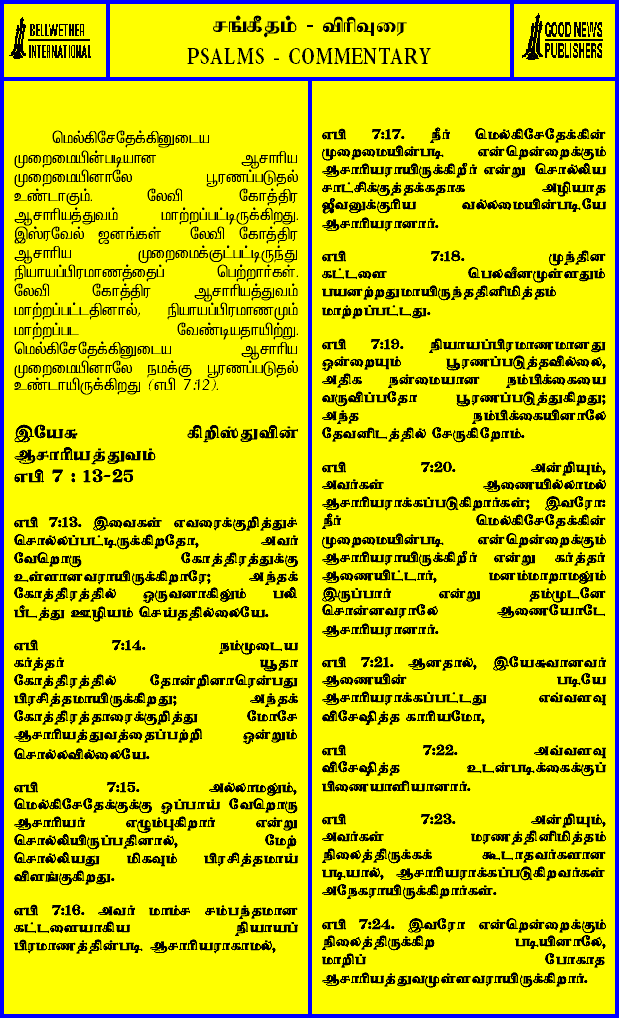 BELLWETHER
INTERNATIONAL
சங்கீதம் - விரிவுரை
PSALMS - COMMENTARY
GOOD NEWS
PUBLISHERS
மெல்கிசேதேக்கினுடைய
முறைமையின்படியான ஆசாரிய
முறைமையினாலே பூரணப்படுதல்
உண்டாகும். லேவி கோத்திர
ஆசாரியத்துவம் மாற்றப்பட்டிருக்கிறது.
இஸ்ரவேல் ஜனங்கள் லேவி கோத்திர
ஆசாரிய முறைமைக்குட்பட்டிருந்து
நியாயப்பிரமாணத்தைப் பெற்றார்கள்.
லேவி கோத்திர ஆசாரியத்துவம்
மாற்றப்பட்டதினால், நியாயப்பிரமாணமும்
மாற்றப்பட வேண்டியதாயிற்று.
மெல்கிசேதேக்கினுடைய ஆசாரிய
முறைமையினாலே நமக்கு பூரணப்படுதல்
உண்டாயிருக்கிறது (எபி 7:12).
இயேசு கிறிஸ்துவின்
ஆசாரியத்துவம்
எபி 7 : 13-25
எபி 7:13. இவைகள் எவரைக்குறித்துச்
சொல்லப்பட்டிருக்கிறதோ, அவர்
வேறொரு கோத்திரத்துக்கு
உள்ளானவராயிருக்கிறாரே; அந்தக்
கோத்திரத்தில் ஒருவனாகிலும் பலி
பீடத்து ஊழியம் செய்ததில்லையே.
எபி 7:14. நம்முடைய
கர்த்தர் யூதா
கோத்திரத்தில் தோன்றினாரென்பது
பிரசித்தமாயிருக்கிறது; அந்தக்
கோத்திரத்தாரைக்குறித்து மோசே
ஆசாரியத்துவத்தைப்பற்றி ஒன்றும்
சொல்லவில்லையே.
எபி 7:15. அல்லாமலும்,
மெல்கிசேதேக்குக்கு ஒப்பாய் வேறொரு
ஆசாரியர் எழும்புகிறார் என்று
சொல்லியிருப்பதினால், மேற்
சொல்லியது மிகவும் பிரசித்தமாய்
விளங்குகிறது.
எபி 7:16. அவர் மாம்ச சம்பந்தமான
கட்டளையாகிய நியாயப்
பிரமாணத்தின்படி ஆசாரியராகாமல்,
எபி 7:17. நீர் மெல்கிசேதேக்கின்
முறைமையின்படி என்றென்றைக்கும்
ஆசாரியராயிருக்கிறீர் என்று சொல்லிய
சாட்சிக்குத்தக்கதாக அழியாத
ஜீவனுக்குரிய வல்லமையின்படியே
ஆசாரியரானார்.
எபி 7:18. முந்தின
கட்டளை பெலவீனமுள்ளதும்
பயனற்றதுமாயிருந்ததினிமித்தம்
மாற்றப்பட்டது.
எபி 7:19. நியாயப்பிரமாணமானது
ஒன்றையும் பூரணப்படுத்தவில்லை,
அதிக நன்மையான நம்பிக்கையை
வருவிப்பதோ பூரணப்படுத்துகிறது;
அந்த நம்பிக்கையினாலே
தேவனிடத்தில் சேருகிறோம்.
எபி 7:20. அன்றியும்,
அவர்கள் ஆணையில்லாமல்
ஆசாரியராக்கப்படுகிறார்கள்; இவரோ:
நீர் மெல்கிசேதேக்கின்
முறைமையின்படி என்றென்றைக்கும்
ஆசாரியராயிருக்கிறீர் என்று கர்த்தர்
ஆணையிட்டார், மனம்மாறாமலும்
இருப்பார் என்று தம்முடனே
சொன்னவராலே ஆணையோடே
ஆசாரியரானார்.
எபி 7:21. ஆனதால், இயேசுவானவர்
ஆணையின் படியே
ஆசாரியராக்கப்பட்டது எவ்வளவு
விசேஷித்த காரியமோ,
எபி 7:22. அவ்வளவு
விசேஷித்த உடன்படிக்கைக்குப்
பிணையாளியானார்.
எபி 7:23. அன்றியும்,
அவர்கள் மரணத்தினிமித்தம்
நிலைத்திருக்கக் கூடாதவர்களான
படியால், ஆசாரியராக்கப்படுகிறவர்கள்
அநேகராயிருக்கிறார்கள்.
எபி 7:24. இவரோ என்றென்றைக்கும்
நிலைத்திருக்கிற படியினாலே,
மாறிப் போகாத
ஆசாரியத்துவமுள்ளவராயிருக்கிறார்.